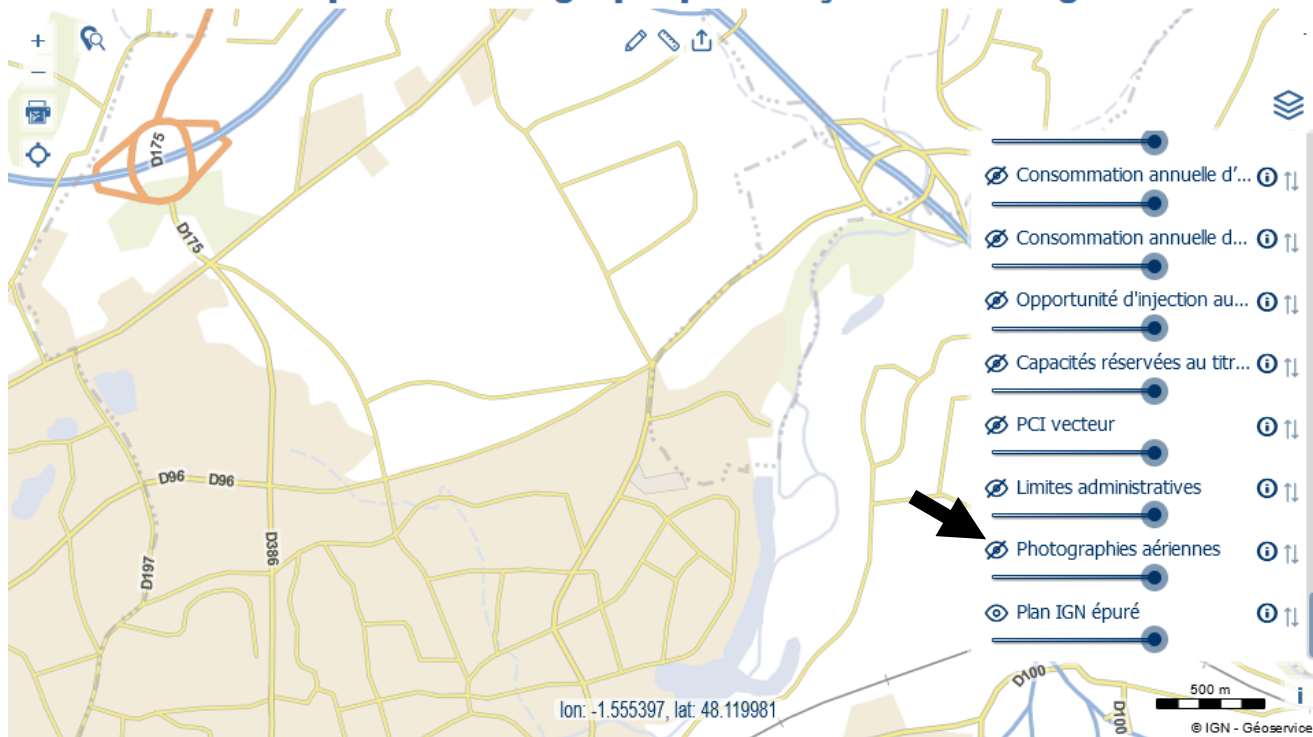 +
−
D175
D175
D96
D96
D197
D386
D100
D100
Consommation annuelle d’...
Consommation annuelle d...
Opportunité d'injection au...
Capacités réservées au titr...
PCI vecteur
Limites administratives
Photographies aériennes
Plan IGN épuré
lon: -1.555397, lat: 48.119981
500 m
i
© IGN - Géoservice